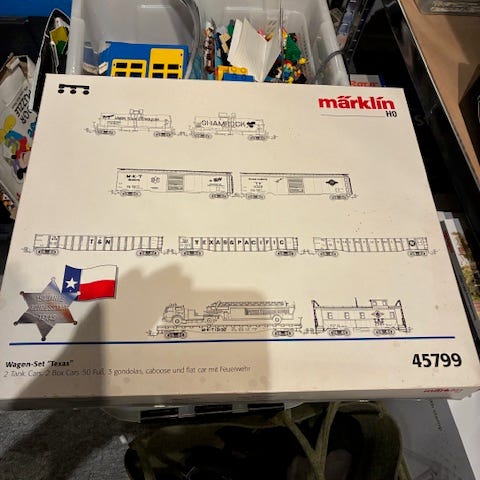 märklin
H0
SHAMROCK
M-K-T
T&N
TEXAS & PACIFIC
Wagen-Set "Texas"
2 Tank Cars, 2 Box Cars 50 Fuß, 3 gondolas, caboose und flat car mit Feuerwehr
45799
märklin